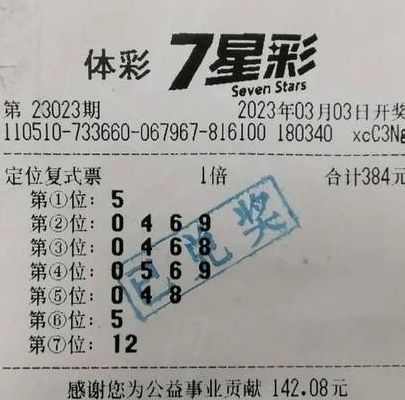 体彩 7星彩
Seven Stars
第 23023期 2023年03月03日开奖
110510-733660-067967-816100 180340 xcC3Ng
定位复式票 1倍 合计384元
第①位: 5
第②位: 0 4 6 9
第③位: 0 4 6 8
第④位: 0 5 6 9
第⑤位: 0 4 8
第⑥位: 5
第⑦位: 12
已兑奖
感谢您为公益事业贡献 142.08元